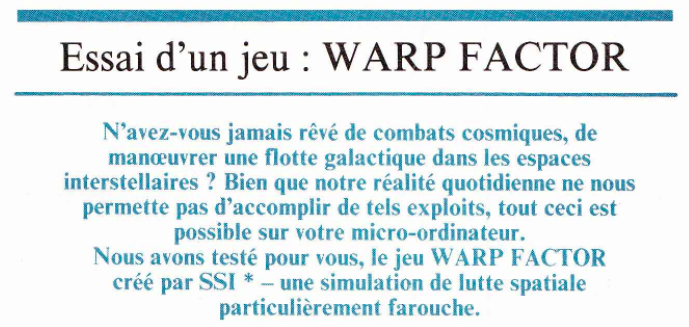 Essai d'un jeu : WARP FACTOR
N'avez-vous jamais rêvé de combats cosmiques, de
manœuvrer une flotte galactique dans les espaces
interstellaires ? Bien que notre réalité quotidienne ne nous
permette pas d'accomplir de tels exploits, tout ceci est
possible sur votre micro-ordinateur.
Nous avons testé pour vous, le jeu WARP FACTOR
créé par SSI * – une simulation de lutte spatiale
particulièrement farouche.